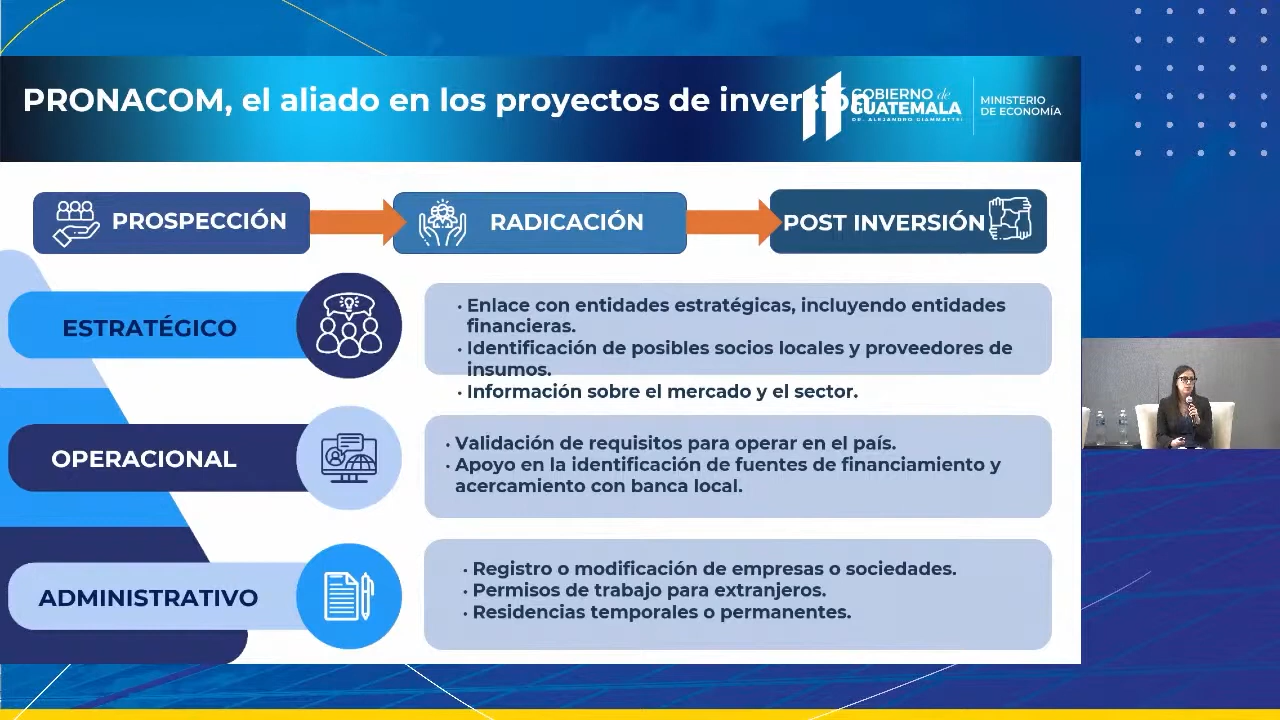 PRONACOM, el aliado en los proyectos de inversión
GOBIERNO de
GUATEMALA
DR. ALEJANDRO GIAMMATTEI
MINISTERIO
DE ECONOMÍA
PROSPECCIÓN
RADICACIÓN
POST INVERSIÓN
ESTRATÉGICO
· Enlace con entidades estratégicas, incluyendo entidades
financieras.
· Identificación de posibles socios locales y proveedores de
insumos.
· Información sobre el mercado y el sector.
OPERACIONAL
· Validación de requisitos para operar en el país.
· Apoyo en la identificación de fuentes de financiamiento y
acercamiento con banca local.
ADMINISTRATIVO
· Registro o modificación de empresas o sociedades.
· Permisos de trabajo para extranjeros.
· Residencias temporales o permanentes.